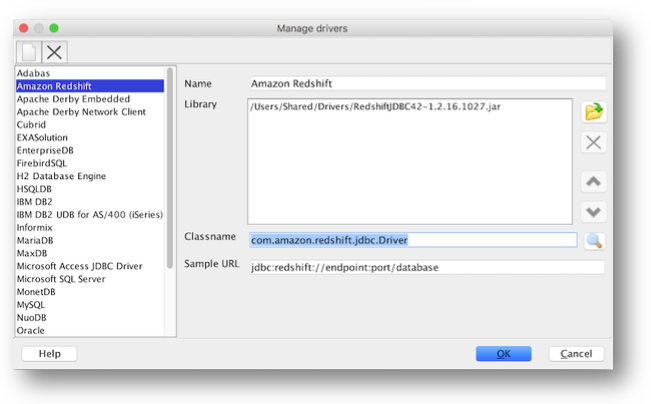 Manage drivers
Adabas
Amazon Redshift
Apache Derby Embedded
Apache Derby Network Client
Cubrid
EXASolution
EnterpriseDB
FirebirdSQL
H2 Database Engine
HSQLDB
IBM DB2
IBM DB2 UDB for AS/400 (iSeries)
Informix
MariaDB
MaxDB
Microsoft Access JDBC Driver
Microsoft SQL Server
MonetDB
MySQL
NuoDB
Oracle
Name Amazon Redshift
Library /Users/Shared/Drivers/RedshiftJDBC42-1.2.16.1027.jar
Classname com.amazon.redshift.jdbc.Driver
Sample URL jdbc:redshift://endpoint:port/database
Help OK Cancel